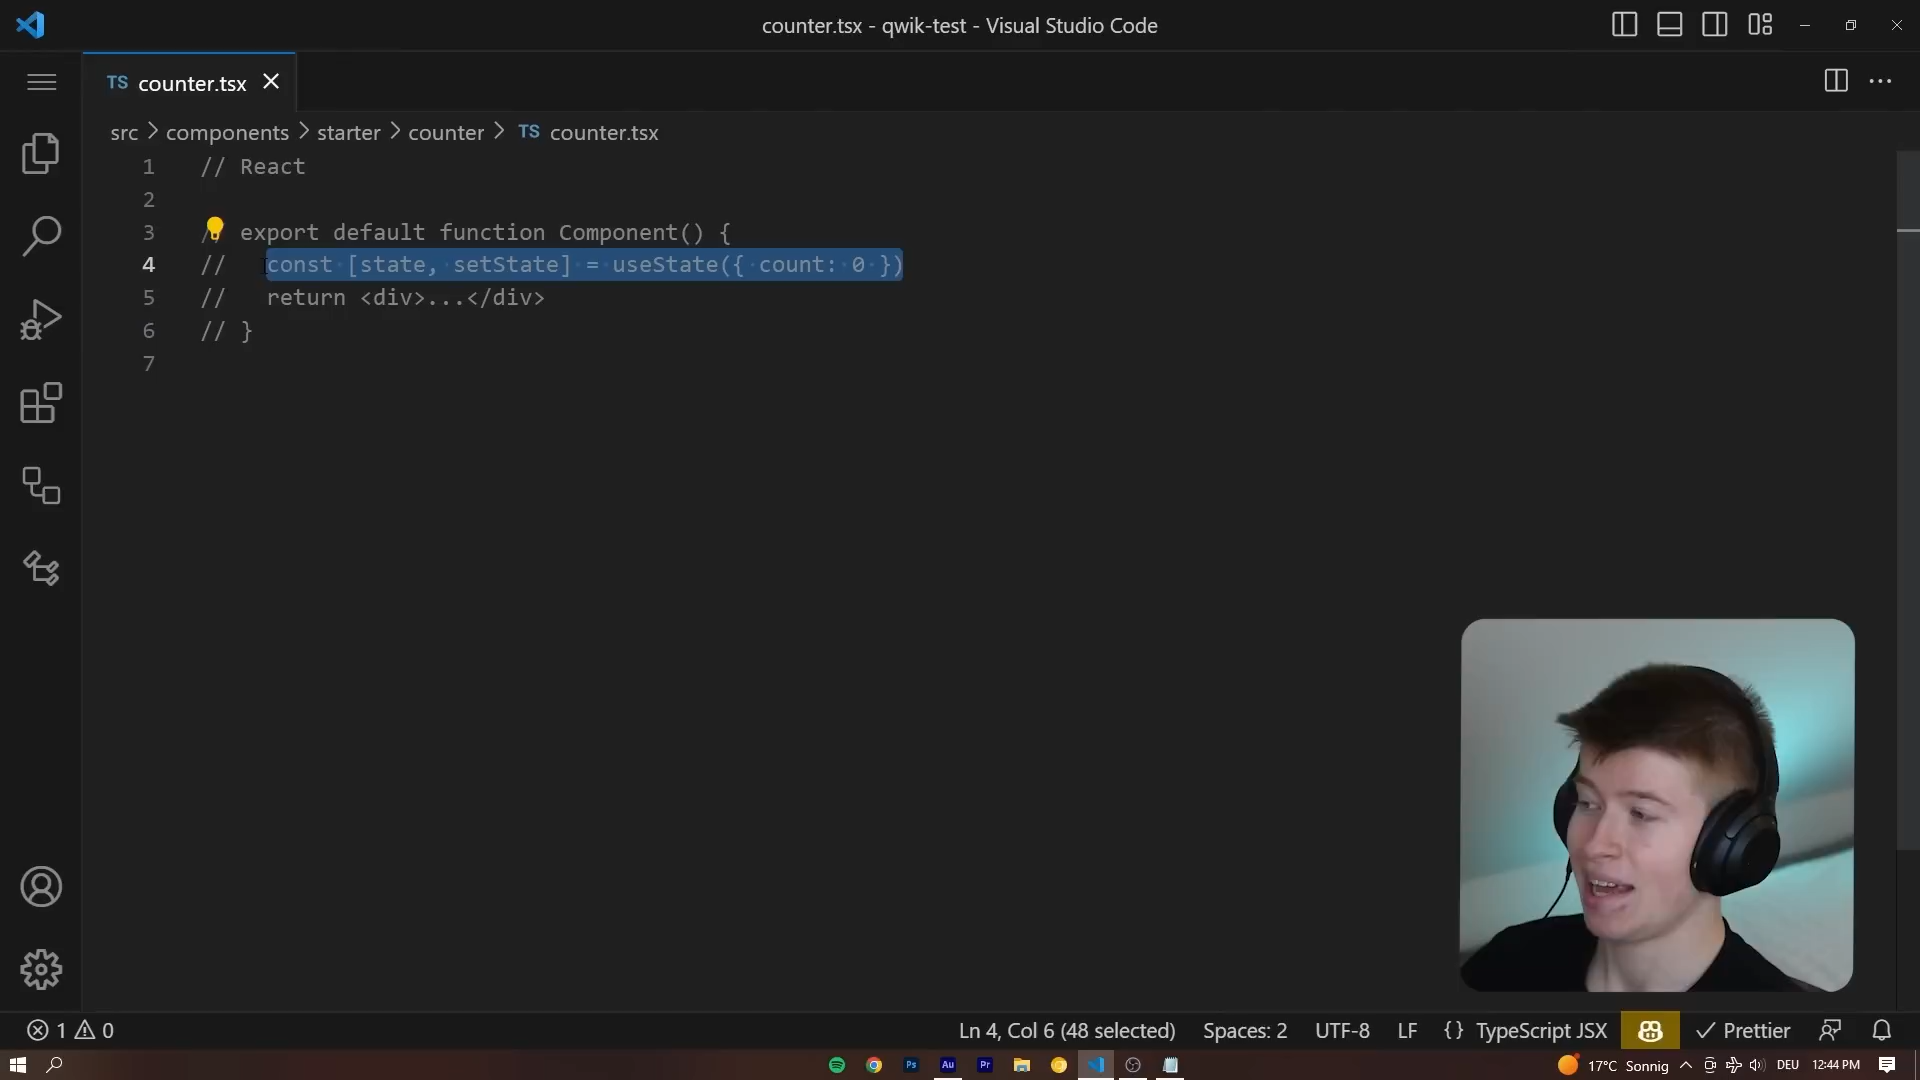 counter.tsx - qwik-test - Visual Studio Code
TS counter.tsx
src > components > starter > counter > TS counter.tsx
1 // React
2
3 // export default function Component() {
4 //   const [state, setState] = useState({ count: 0 })
5 //   return <div>...</div>
6 // }
7
1 0 Ln 4, Col 6 (48 selected) Spaces: 2 UTF-8 LF {} TypeScript JSX Prettier
Ps Au Pr 17°C Sonnig DEU 12:44 PM